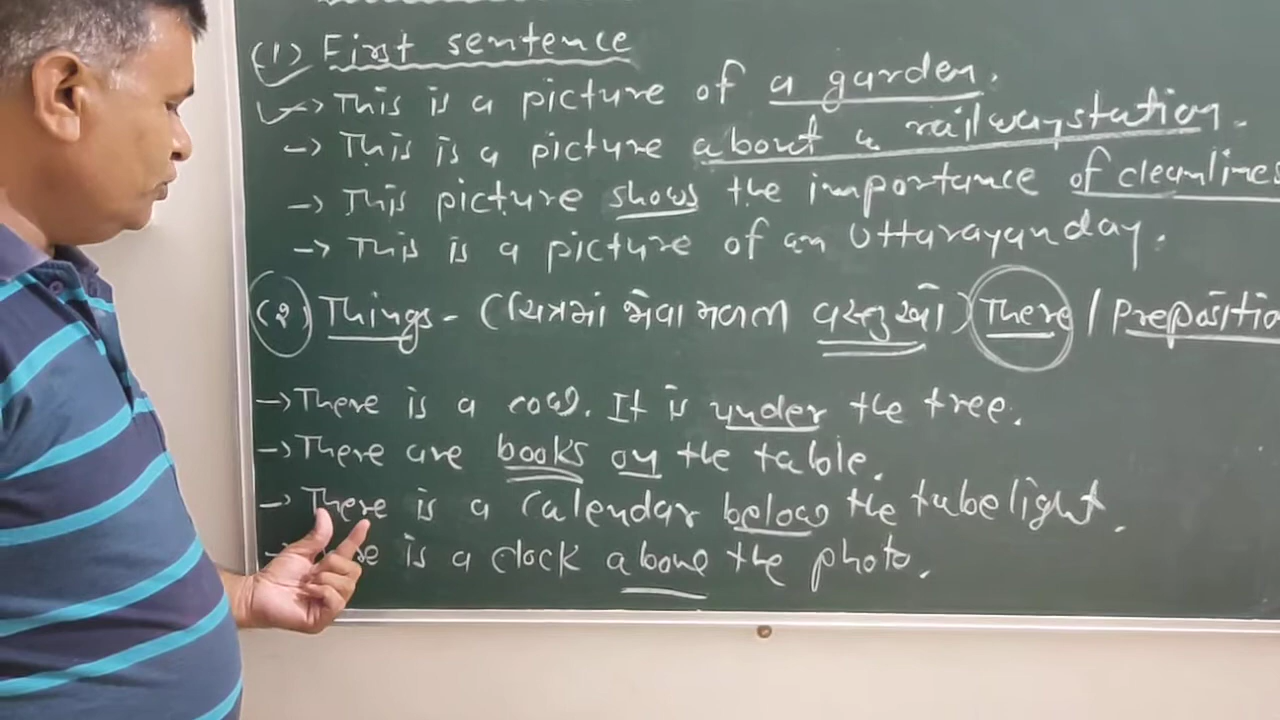 (1) First sentence
→ This is a picture of a garden.
→ This is a picture about a railway station.
→ This picture shows the importance of cleanlines
→ This is a picture of an Uttarayan day.
(૨) Things - (ચિત્રમાં જોવા મળતી વસ્તુઓ) There / Prepositio
→ There is a cow. It is under the tree.
→ There are books on the table.
→ There is a calendar below the tubelight.
is a clock above the photo.